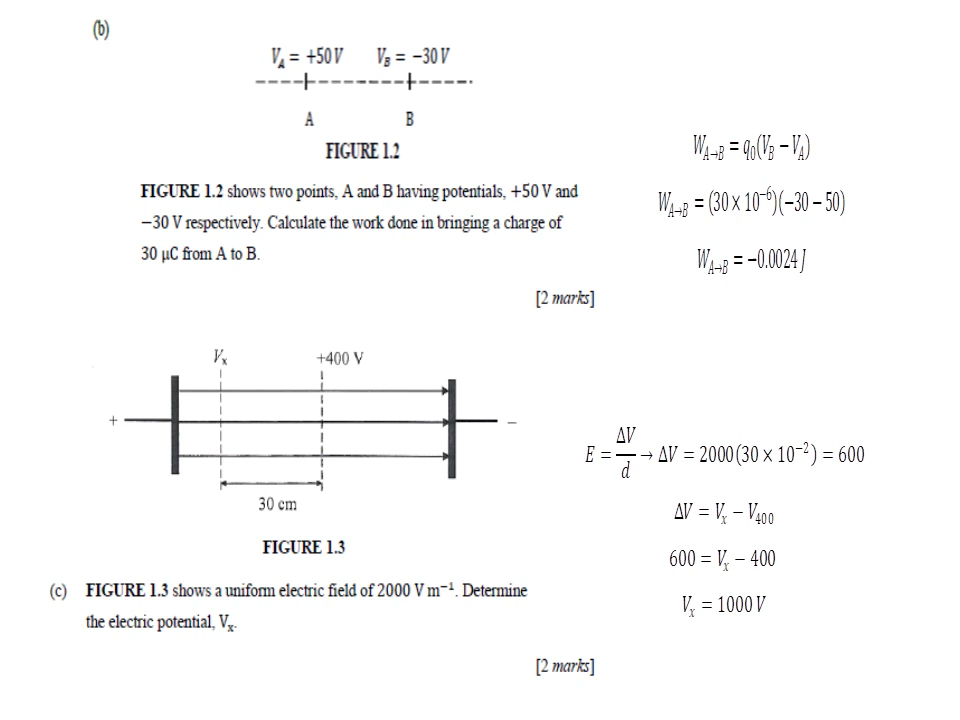 (b)
V_A = +50 V V_B = −30 V
A B
FIGURE 1.2
FIGURE 1.2 shows two points, A and B having potentials, +50 V and
−30 V respectively. Calculate the work done in bringing a charge of
30 μC from A to B.
[2 marks]
W_{A→B} = q_0(V_B − V_A)
W_{A→B} = (30 × 10^{−6})(−30 − 50)
W_{A→B} = −0.0024 J
V_x +400 V
+ −
30 cm
FIGURE 1.3
(c) FIGURE 1.3 shows a uniform electric field of 2000 V m^{−1}. Determine
the electric potential, V_x.
[2 marks]
E = ΔV/d → ΔV = 2000(30 × 10^{−2}) = 600
ΔV = V_x − V_{400}
600 = V_x − 400
V_x = 1000 V